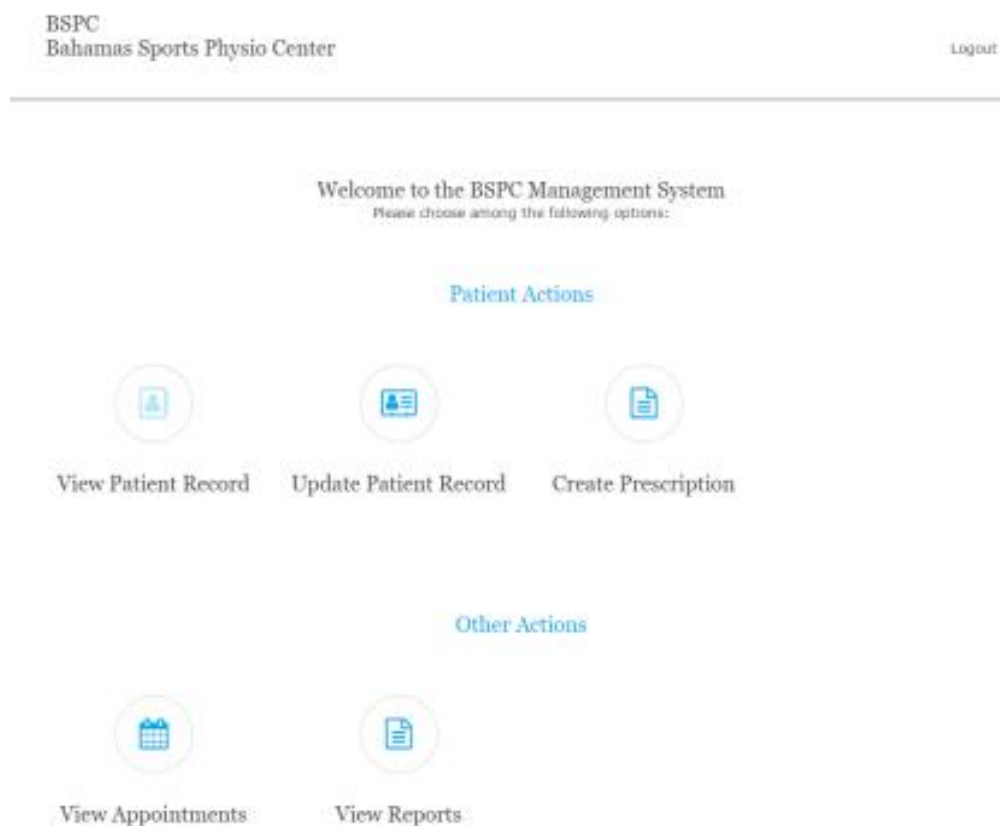 BSPC
Bahamas Sports Physio Center
Logout
Welcome to the BSPC Management System
Please choose among the following options:
Patient Actions
View Patient Record
Update Patient Record
Create Prescription
Other Actions
View Appointments
View Reports